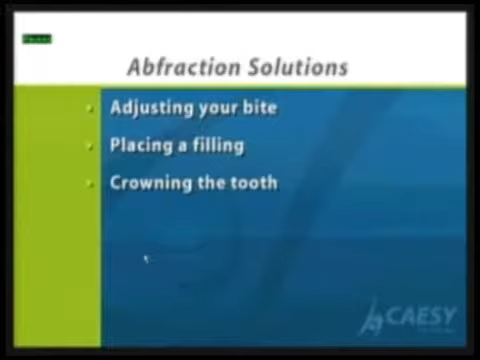 Abfraction Solutions
Adjusting your bite
Placing a filling
Crowning the tooth
CAESY